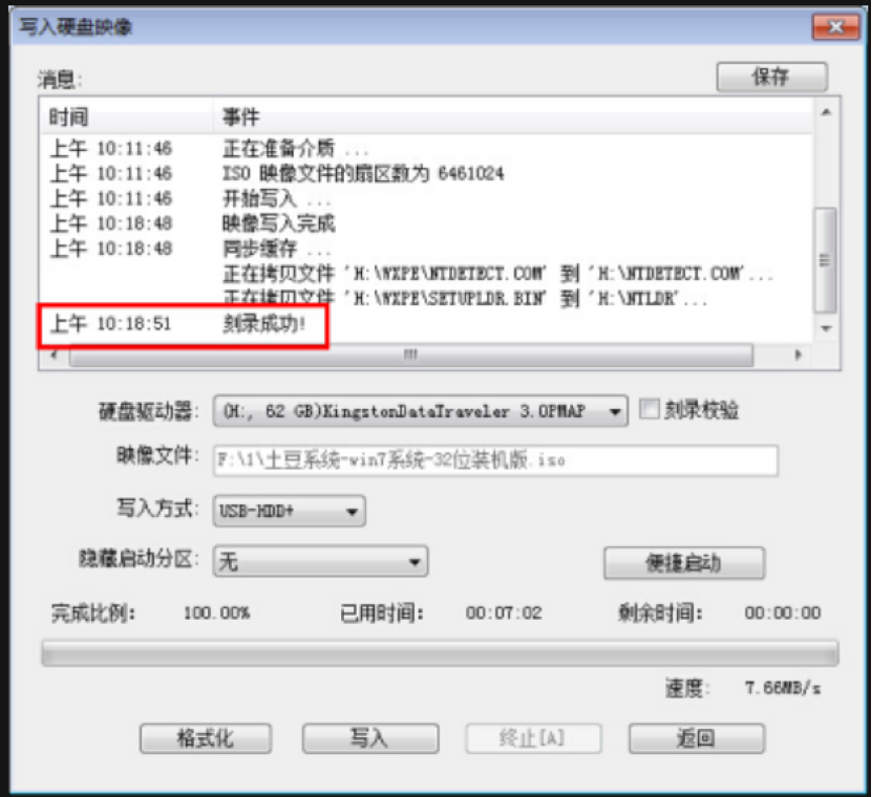 写入硬盘映像
消息:
保存
时间 事件
上午 10:11:46 正在准备介质 ...
上午 10:11:46 ISO 映像文件的扇区数为 6461024
上午 10:11:46 开始写入 ...
上午 10:18:48 映像写入完成
上午 10:18:48 同步缓存 ...
正在拷贝文件 'H:\WXPE\NTDETECT.COM' 到 'H:\NTDETECT.COM'...
正在拷贝文件 'H:\WXPE\SETUPLDR.BIN' 到 'H:\NTLDR'...
上午 10:18:51 刻录成功!
硬盘驱动器: (H:, 62 GB)KingstonDataTraveler 3.0PMAP 刻录校验
映像文件: F:\1\土豆系统-win7系统-32位装机版.iso
写入方式: USB-HDD+
隐藏启动分区: 无 便捷启动
完成比例: 100.00% 已用时间: 00:07:02 剩余时间: 00:00:00
速度: 7.66MB/s
格式化 写入 终止[A] 返回